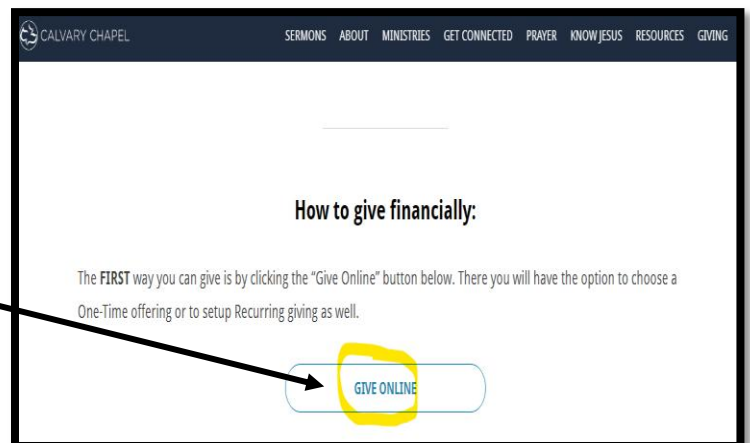 CALVARY CHAPEL SERMONS ABOUT MINISTRIES GET CONNECTED PRAYER KNOW JESUS RESOURCES GIVING
How to give financially:
The FIRST way you can give is by clicking the “Give Online” button below. There you will have the option to choose a
One-Time offering or to setup Recurring giving as well.
GIVE ONLINE